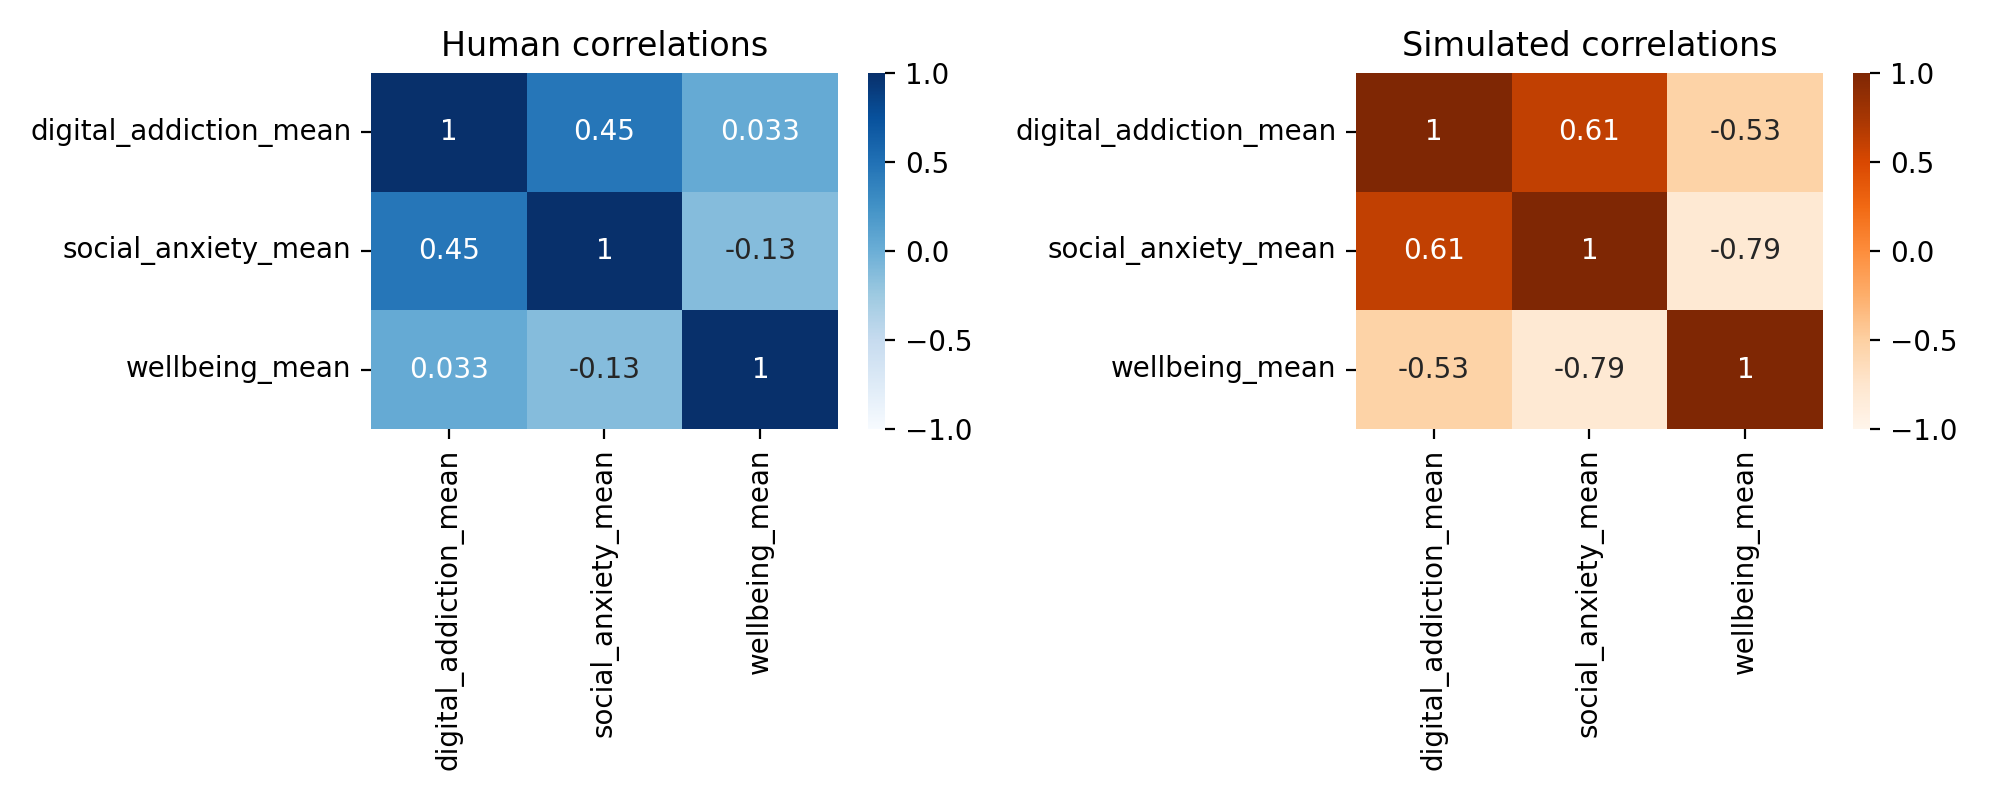 Human correlations
digital_addiction_mean
social_anxiety_mean
wellbeing_mean
1 0.45 0.033
0.45 1 -0.13
0.033 -0.13 1
digital_addiction_mean
social_anxiety_mean
wellbeing_mean
1.0
0.5
0.0
−0.5
−1.0
Simulated correlations
digital_addiction_mean
social_anxiety_mean
wellbeing_mean
1 0.61 -0.53
0.61 1 -0.79
-0.53 -0.79 1
digital_addiction_mean
social_anxiety_mean
wellbeing_mean
1.0
0.5
0.0
−0.5
−1.0